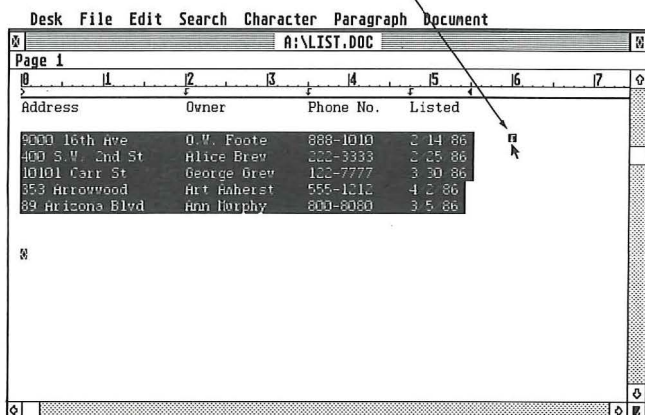 Desk File Edit Search Character Paragraph Document
A:\LIST.DOC
Page 1
0 1 2 3 4 5 6 7
Address Owner Phone No. Listed
9000 16th Ave O.W. Foote 888-1010 2/14/86
400 S.W. 2nd St Alice Brew 222-3333 2/25/86
10101 Carr St George Grew 122-7777 3/30/86
353 Arrowwood Art Amherst 555-1212 4/2/86
89 Arizona Blvd Ann Murphy 800-8080 3/5/86